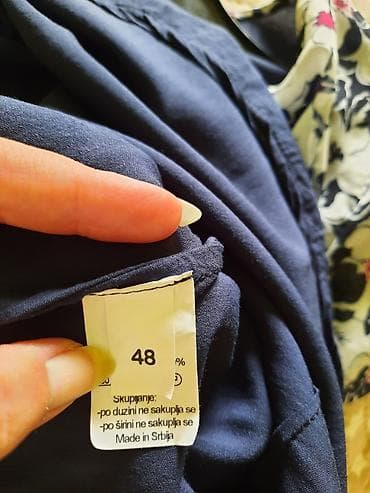 48
%
Skupljanje:
-po duzini ne sakuplja se
-po širini ne sakuplja se
Made in Srbija